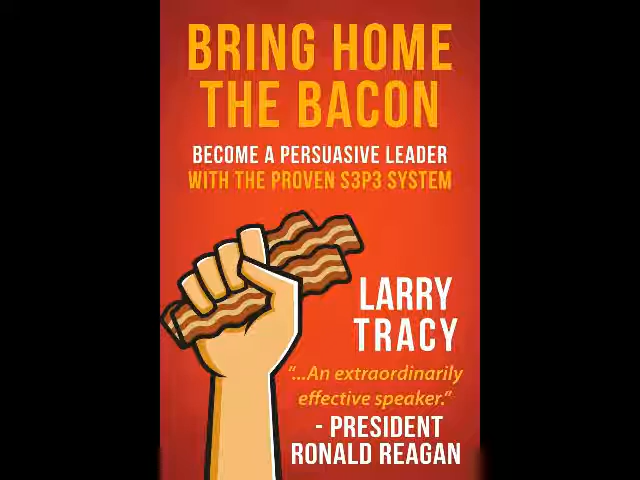 BRING HOME
THE BACON
BECOME A PERSUASIVE LEADER
WITH THE PROVEN S3P3 SYSTEM
LARRY
TRACY
"...An extraordinarily
effective speaker."
- PRESIDENT
RONALD REAGAN